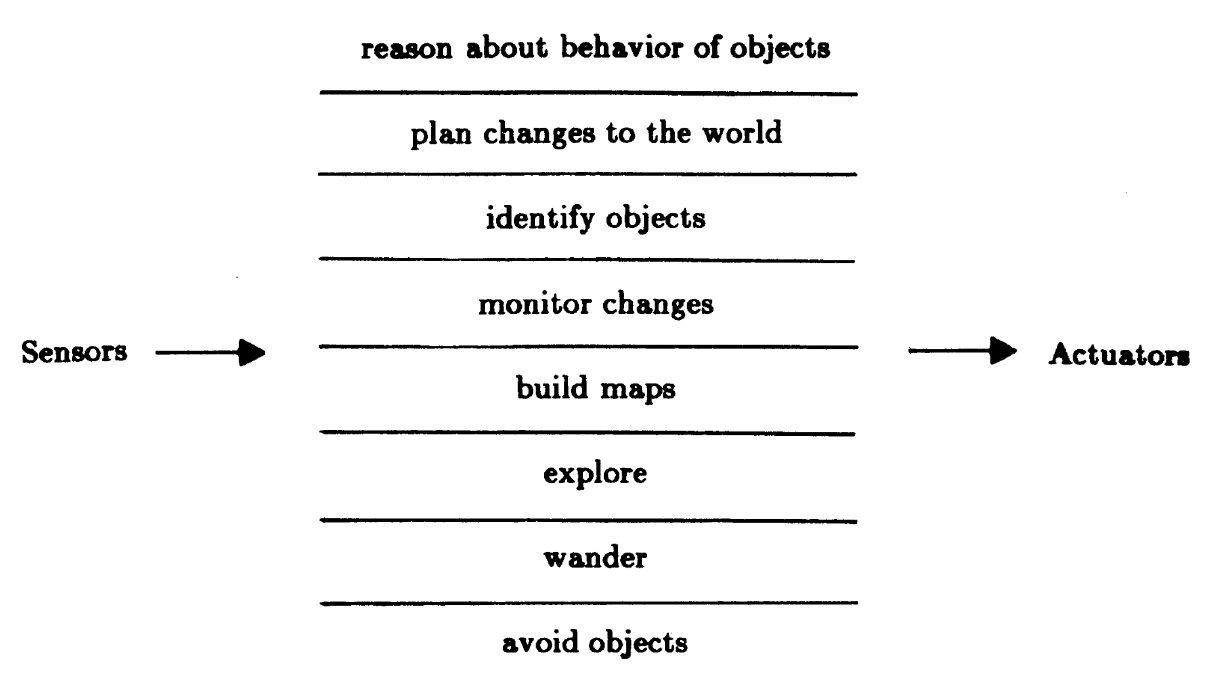 reason about behavior of objects
plan changes to the world
identify objects
monitor changes
Sensors
Actuators
build maps
explore
wander
avoid objects